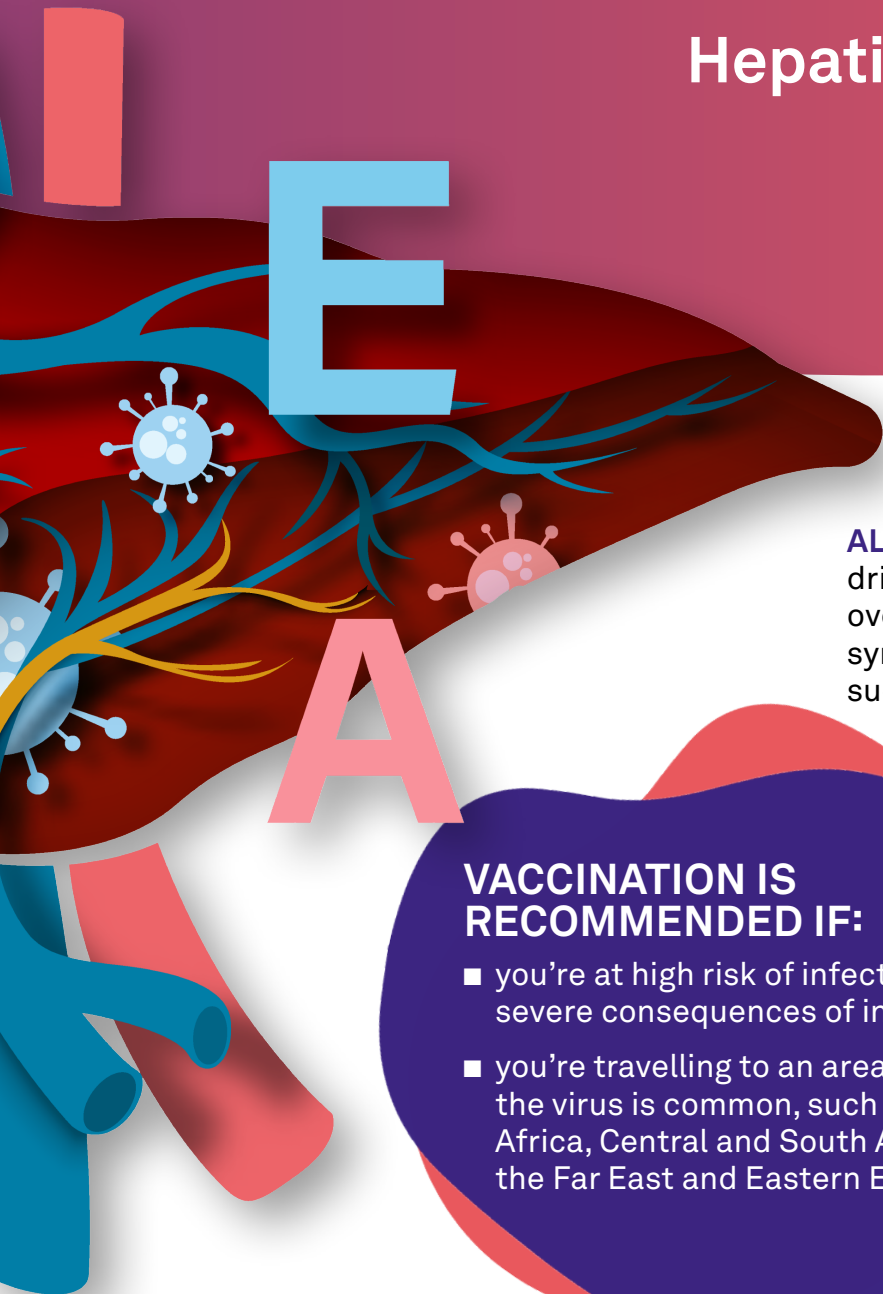 Hepati
I
E
AL
dri
ov
syr
su
A
VACCINATION IS
RECOMMENDED IF:
■ you’re at high risk of infect
severe consequences of in
■ you’re travelling to an area
the virus is common, such
Africa, Central and South A
the Far East and Eastern E